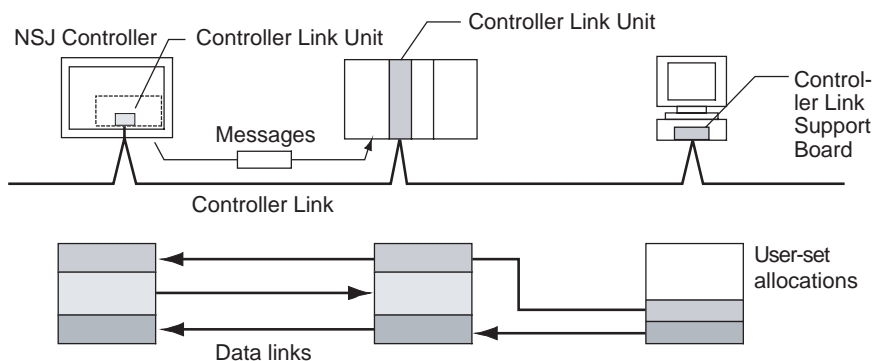 NSJ Controller
Controller Link Unit
Controller Link Unit
Control-
ler Link
Support
Board
Messages
Controller Link
User-set
allocations
Data links